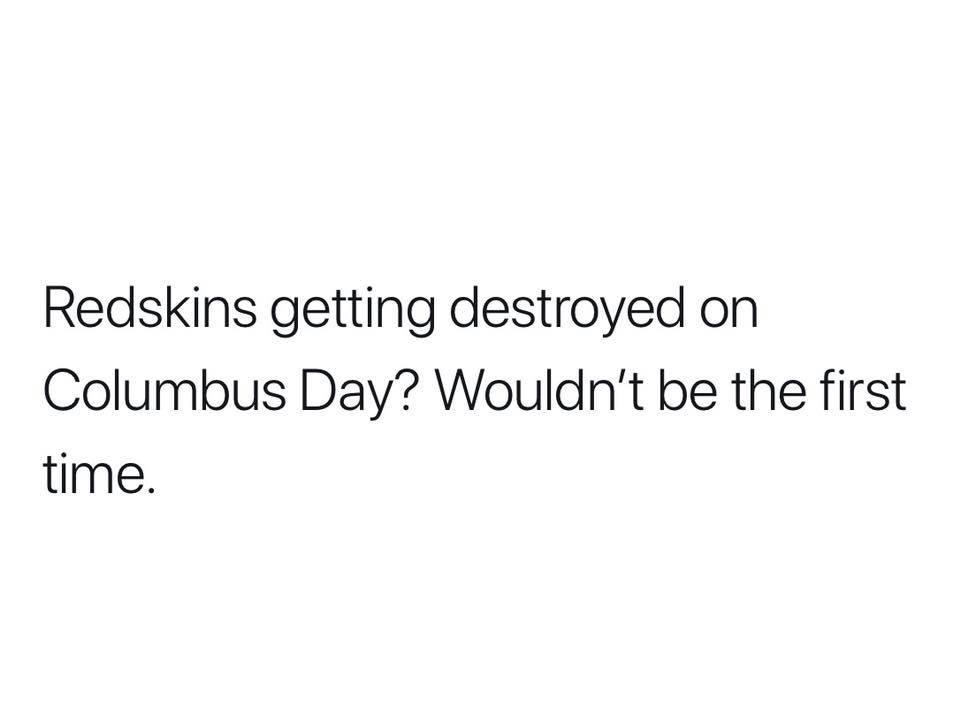 Redskins getting destroyed on
Columbus Day? Wouldn’t be the first
time.